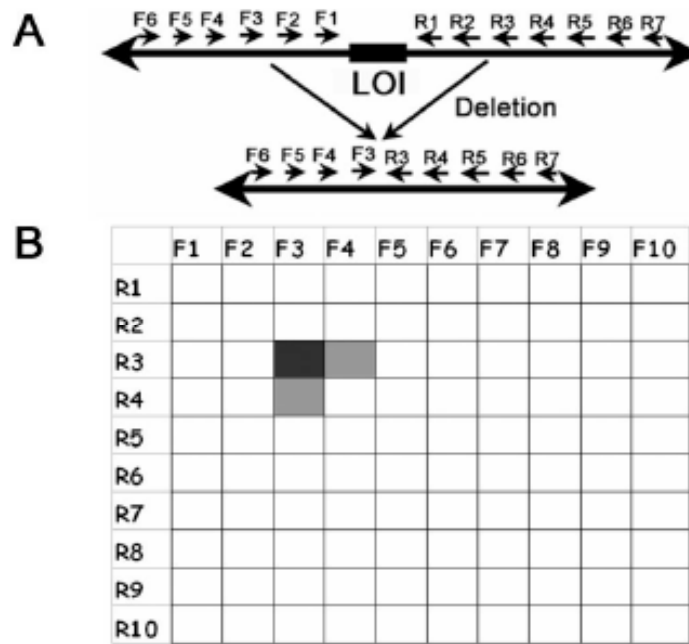 A
F6 F5 F4 F3 F2 F1 R1 R2 R3 R4 R5 R6 R7
LOI
Deletion
F6 F5 F4 F3 R3 R4 R5 R6 R7
B
F1 F2 F3 F4 F5 F6 F7 F8 F9 F10
R1
R2
R3
R4
R5
R6
R7
R8
R9
R10